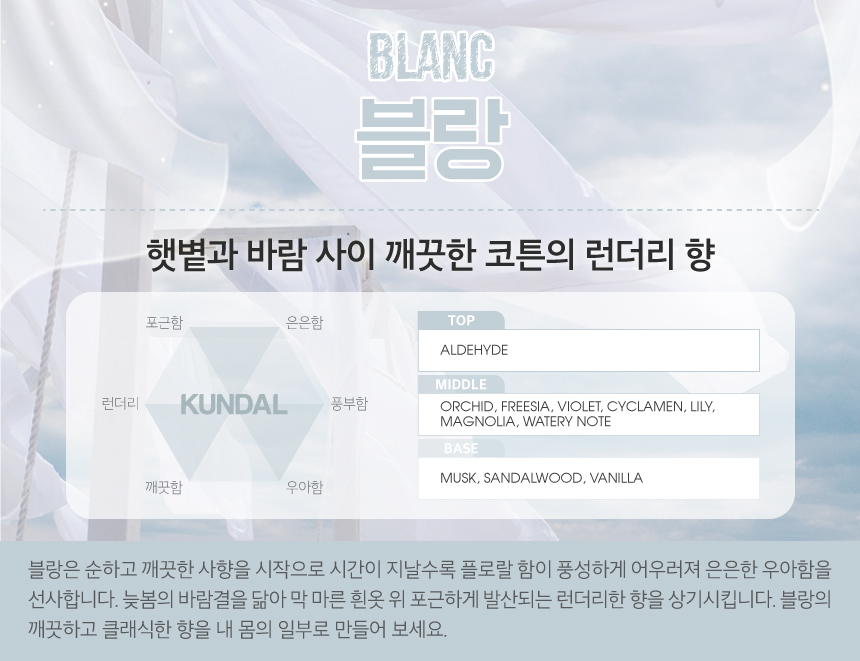 BLANC
블랑
햇볕과 바람 사이 깨끗한 코튼의 런더리 향
포근함
은은함
런더리
KUNDAL
풍부함
깨끗함
우아함
TOP
ALDEHYDE
MIDDLE
ORCHID, FREESIA, VIOLET, CYCLAMEN, LILY,
MAGNOLIA, WATERY NOTE
BASE
MUSK, SANDALWOOD, VANILLA
블랑은 순하고 깨끗한 사향을 시작으로 시간이 지날수록 플로랄 함이 풍성하게 어우러져 은은한 우아함을
선사합니다. 늦봄의 바람결을 닮아 막 마른 흰옷 위 포근하게 발산되는 런더리한 향을 상기시킵니다. 블랑의
깨끗하고 클래식한 향을 내 몸의 일부로 만들어 보세요.